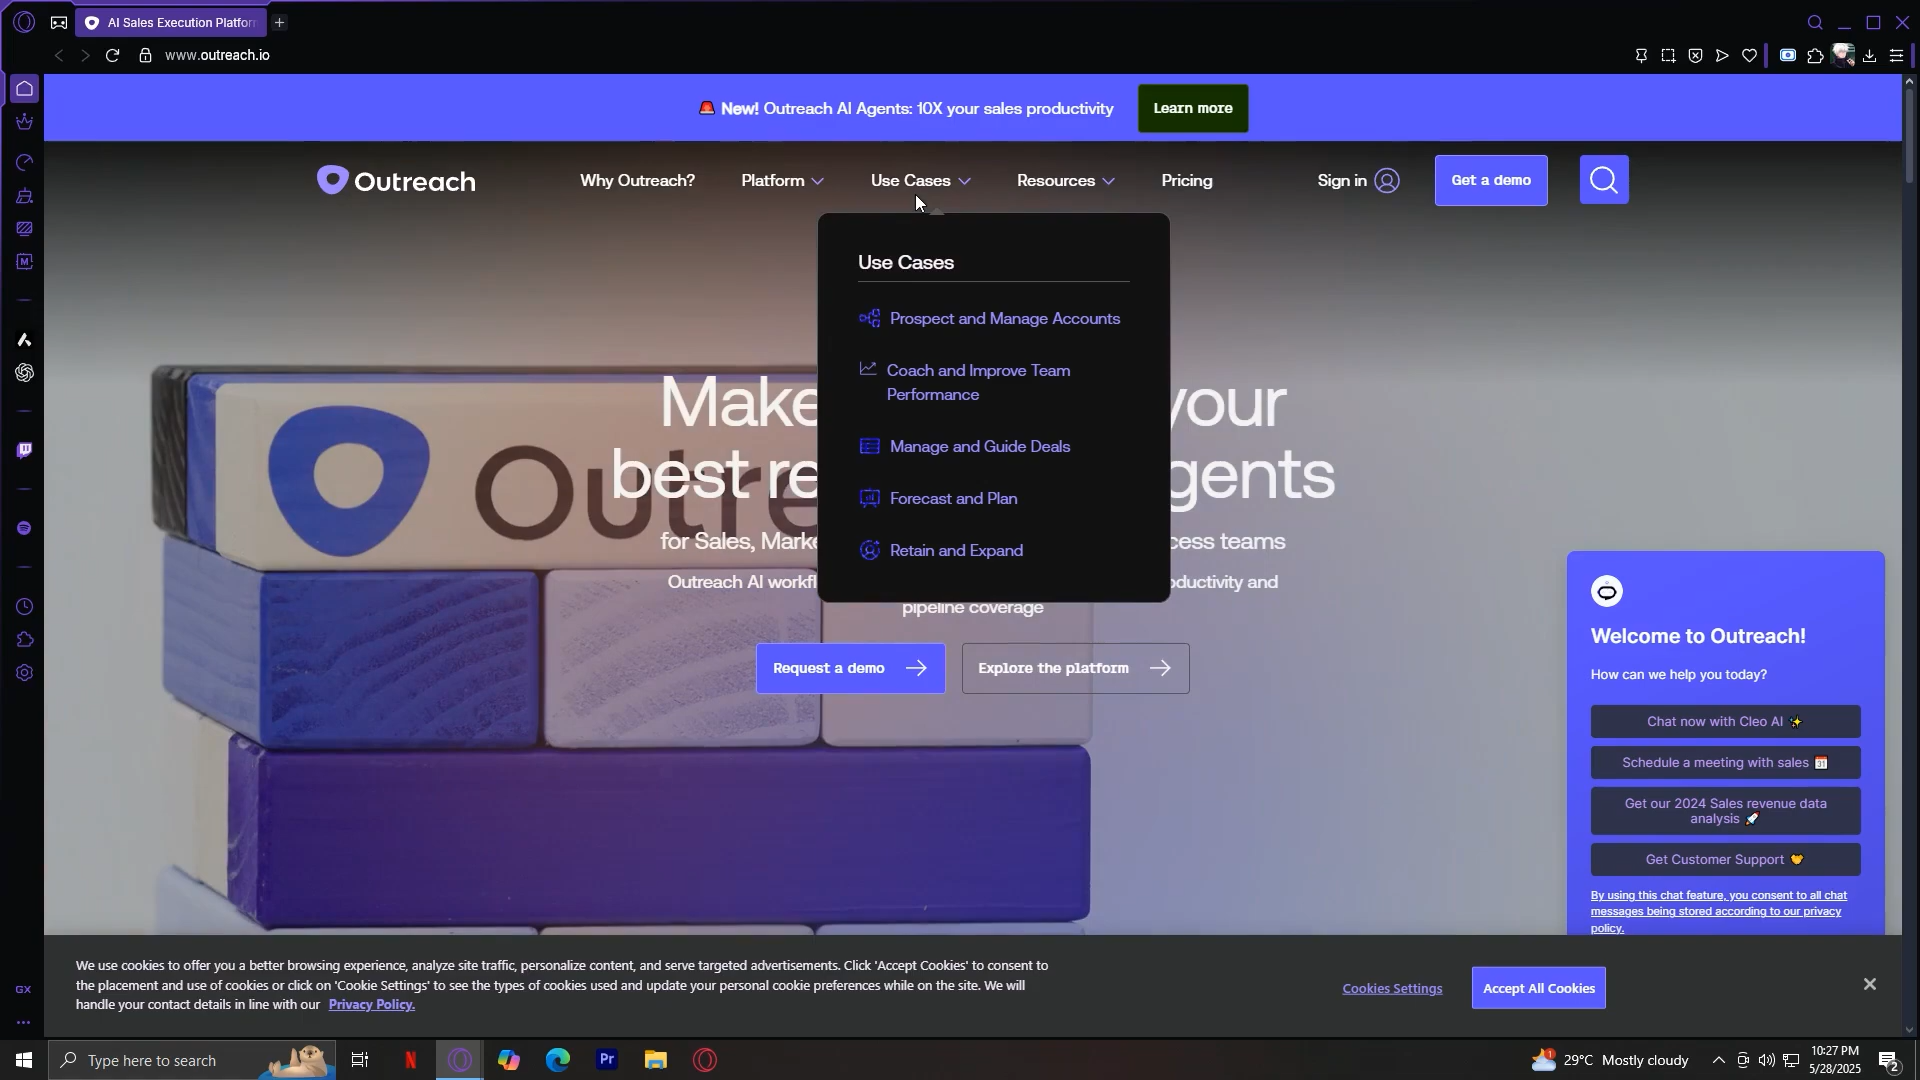 AI Sales Execution Platfor
www.outreach.io
New! Outreach AI Agents: 10X your sales productivity
Learn more
Outreach
Why Outreach?
Platform
Use Cases
Resources
Pricing
Sign in
Get a demo
Use Cases
Prospect and Manage Accounts
Coach and Improve Team
Performance
Manage and Guide Deals
Forecast and Plan
Retain and Expand
Make your
best re gents
for Sales, Marke cess teams
Outreach AI workfl oductivity and
pipeline coverage
Request a demo
Explore the platform
Outre
Welcome to Outreach!
How can we help you today?
Chat now with Cleo AI
Schedule a meeting with sales
Get our 2024 Sales revenue data
analysis
Get Customer Support
By using this chat feature, you consent to all chat
messages being stored according to our privacy
policy.
We use cookies to offer you a better browsing experience, analyze site traffic, personalize content, and serve targeted advertisements. Click 'Accept Cookies' to consent to
the placement and use of cookies or click on 'Cookie Settings' to see the types of cookies used and update your personal cookie preferences while on the site. We will
handle your contact details in line with our Privacy Policy.
Cookies Settings
Accept All Cookies
GX
Type here to search
N
Pr
1
29°C Mostly cloudy
10:27 PM
5/28/2025
2